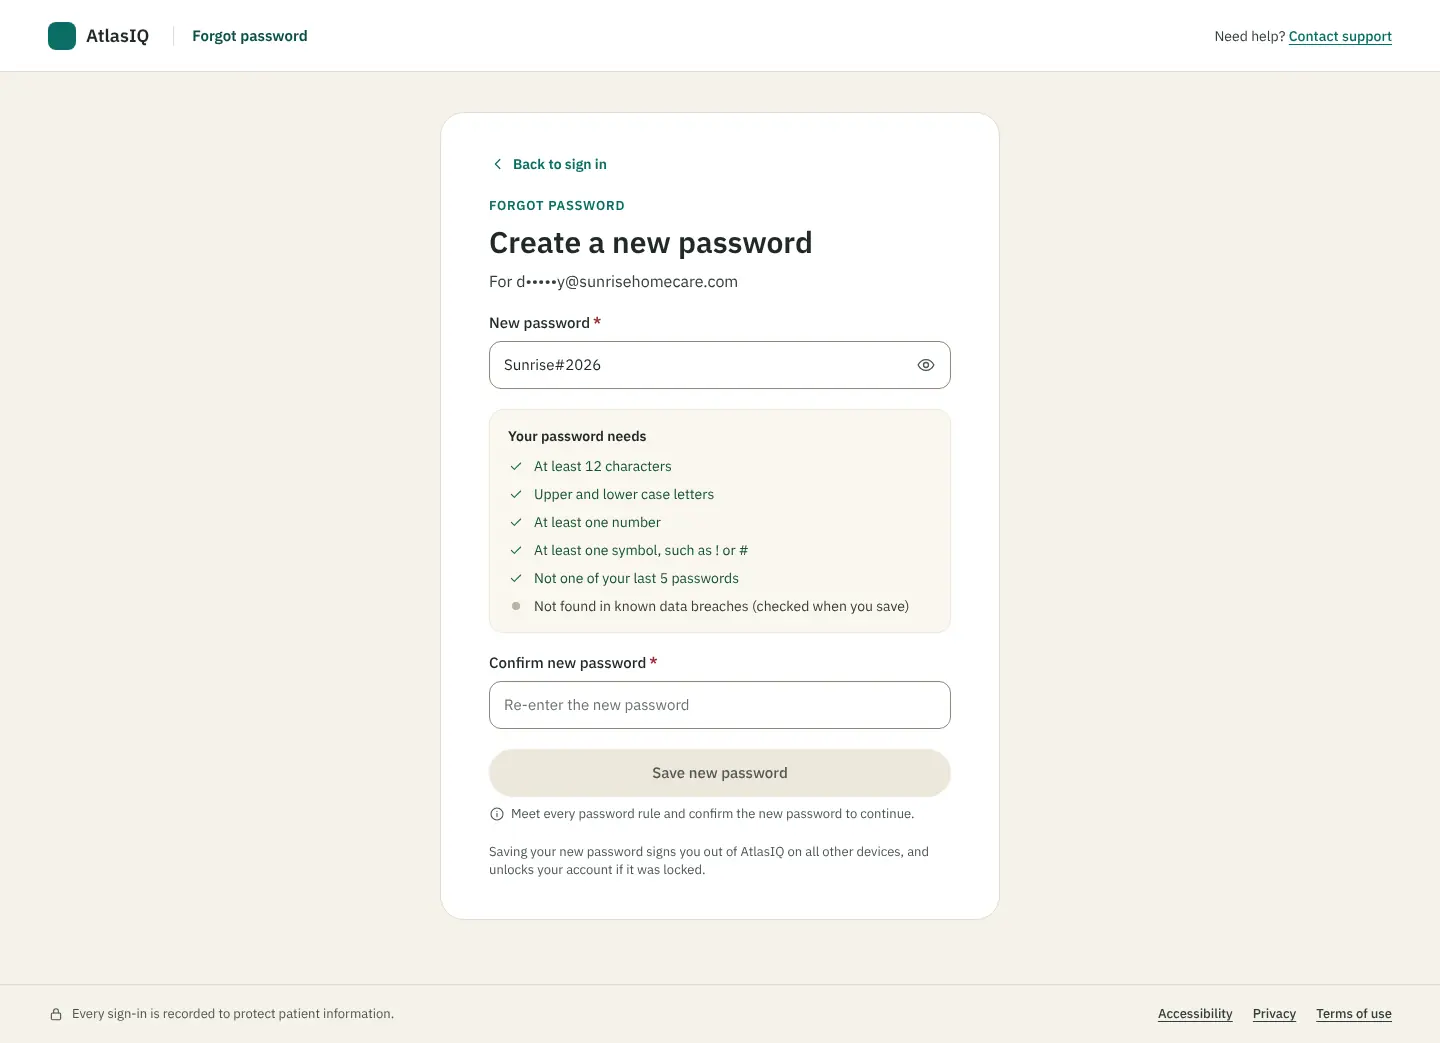 AtlasIQ
Forgot password
Need help? Contact support
Back to sign in
FORGOT PASSWORD
Create a new password
For d•••••y@sunrisehomecare.com
New password *
Sunrise#2026
Your password needs
At least 12 characters
Upper and lower case letters
At least one number
At least one symbol, such as ! or #
Not one of your last 5 passwords
Not found in known data breaches (checked when you save)
Confirm new password *
Re-enter the new password
Save new password
Meet every password rule and confirm the new password to continue.
Saving your new password signs you out of AtlasIQ on all other devices, and
unlocks your account if it was locked.
Every sign-in is recorded to protect patient information.
Accessibility
Privacy
Terms of use